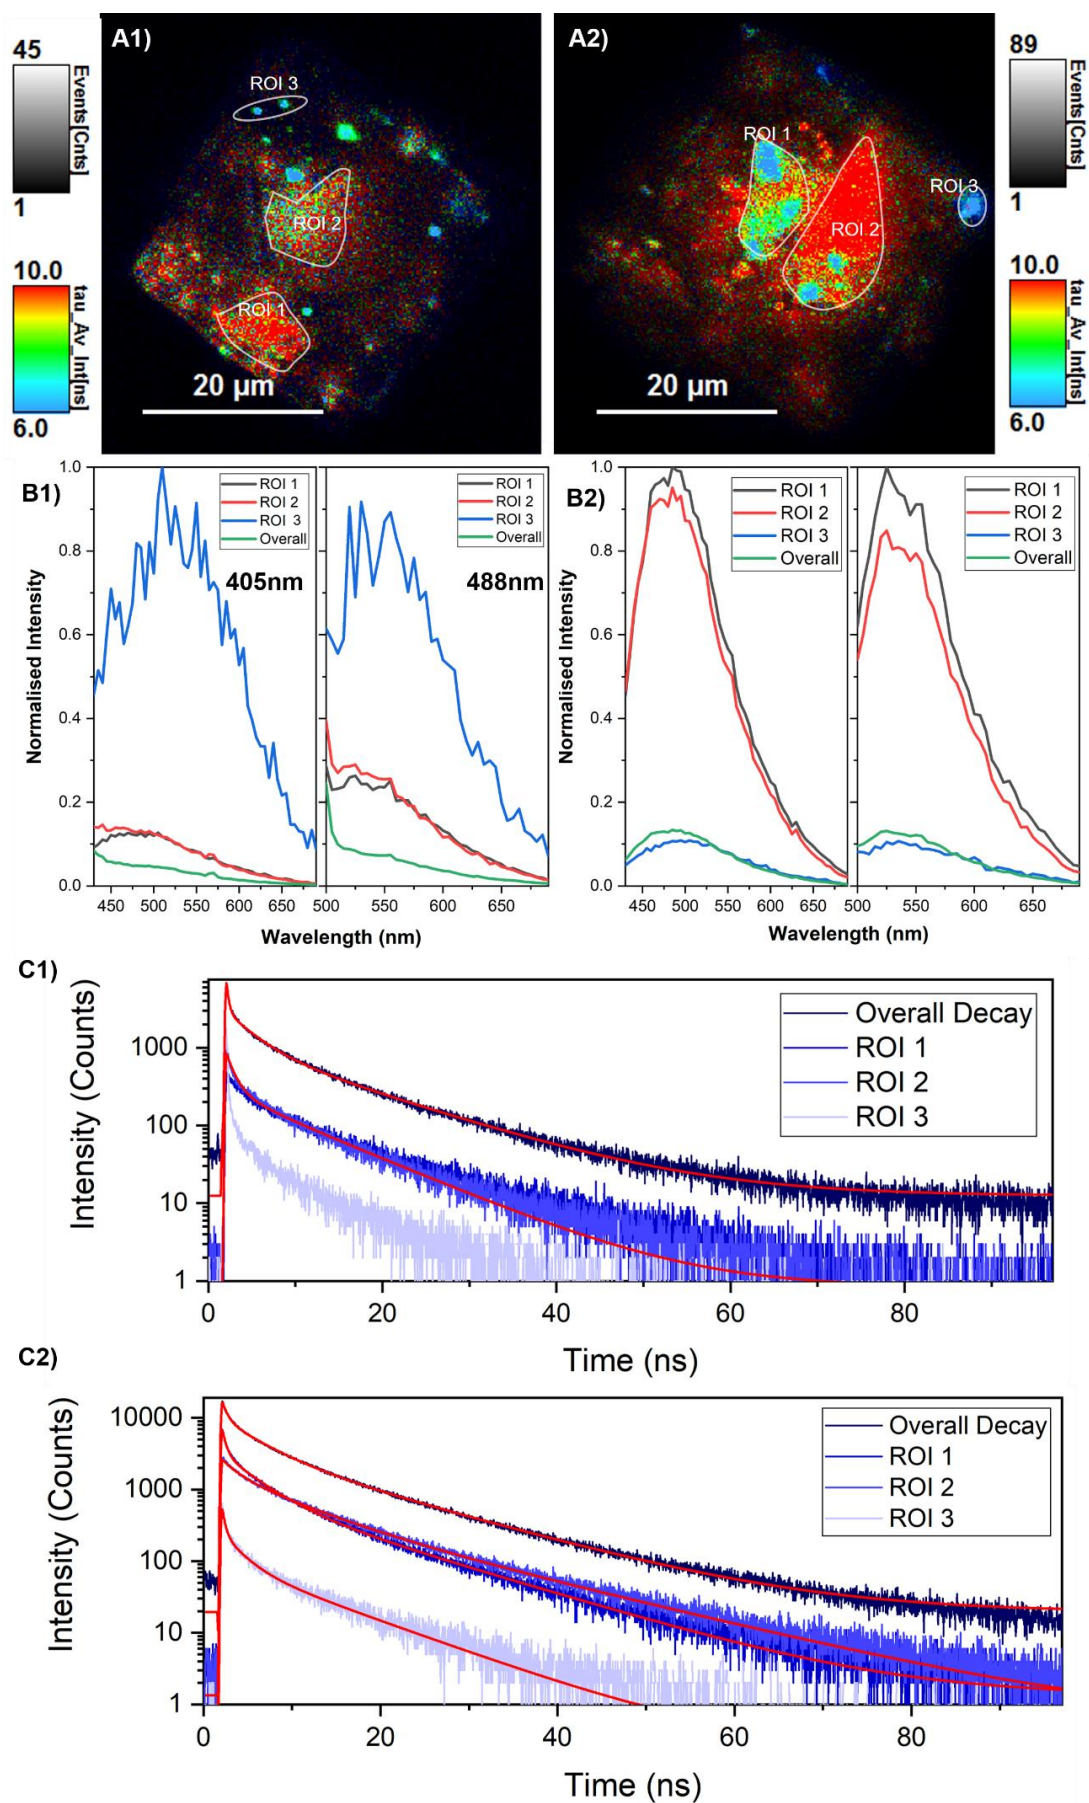 A1)
45
Events[Cnts]
1
10.0
tau_Av_Int[ns]
6.0
ROI 3
ROI 2
ROI 1
20 µm
A2)
89
Events[Cnts]
1
10.0
tau_Av_Int[ns]
6.0
ROI 1
ROI 3
ROI 2
20 µm
B1)
Normalised Intensity
1.0
0.8
0.6
0.4
0.2
0.0
ROI 1
ROI 2
ROI 3
Overall
405nm
ROI 1
ROI 2
ROI 3
Overall
488nm
450 500 550 600 650 500 550 600 650
Wavelength (nm)
B2)
Normalised Intensity
1.0
0.8
0.6
0.4
0.2
0.0
ROI 1
ROI 2
ROI 3
Overall
ROI 1
ROI 2
ROI 3
Overall
450 500 550 600 650 500 550 600 650
Wavelength (nm)
C1)
Intensity (Counts)
1000
100
10
1
Overall Decay
ROI 1
ROI 2
ROI 3
0 20 40 60 80
Time (ns)
C2)
Intensity (Counts)
10000
1000
100
10
1
Overall Decay
ROI 1
ROI 2
ROI 3
0 20 40 60 80
Time (ns)